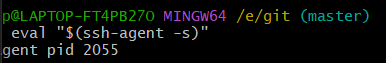 p@LAPTOP-FT4PB27O MINGW64 /e/git (master)
eval "$(ssh-agent -s)"
gent pid 2055